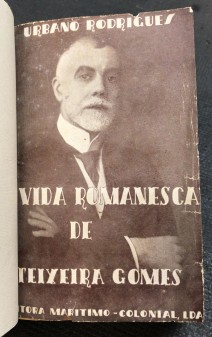 URBANO RODRIGUES
VIDA ROMANESCA
DE
TEIXEIRA GOMES
TORA MARITIMO-COLONIAL, LDA